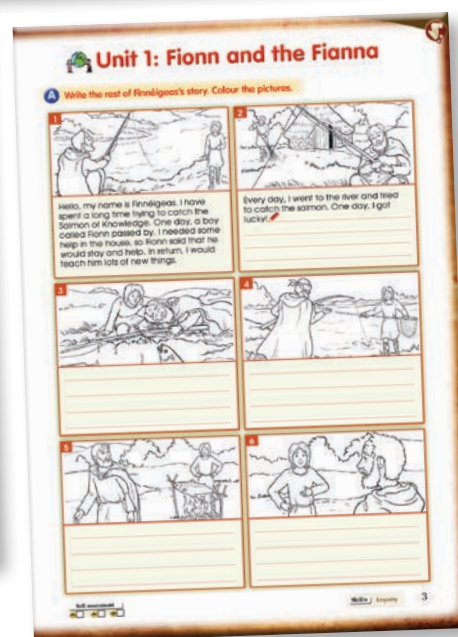 Unit 1: Fionn and the Fianna
A Write the rest of Finnéigeas's story. Colour the pictures.
1
Hello, my name is Finnéigeas. I have
spent a long time trying to catch the
Salmon of Knowledge. One day, a boy
called Fionn passed by. I needed some
help in the house, so Fionn said that he
would stay and help. In return, I would
teach him lots of new things.
2
Every day, I went to the river and tried
to catch the salmon. One day, I got
lucky!
3
4
5
6
Self-assessment
Skills Empathy
3